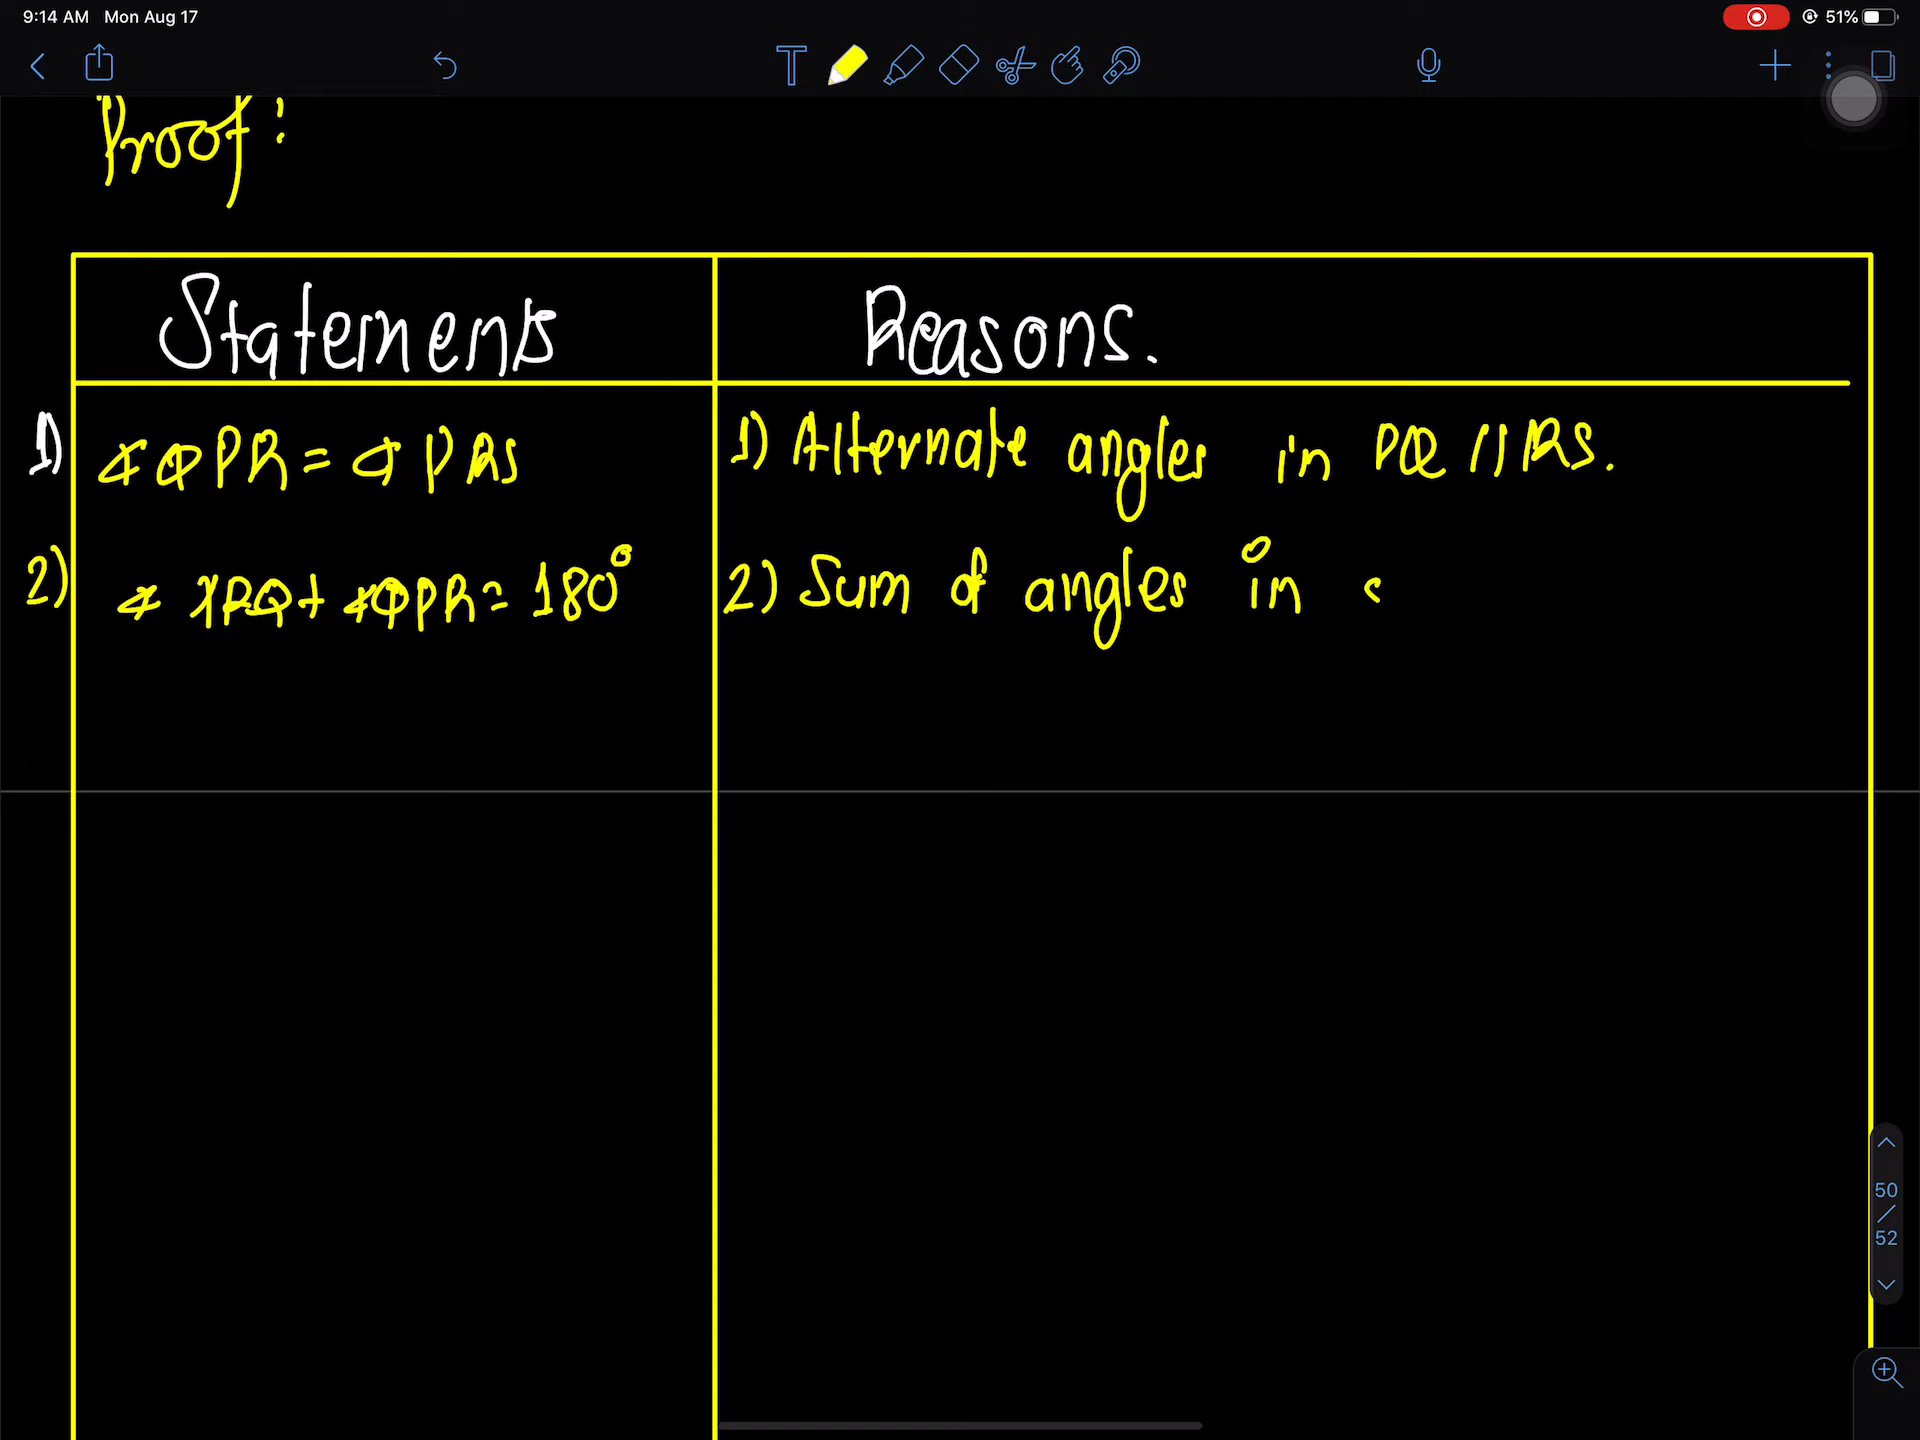 9:14 AM Mon Aug 17 51%
Proof:
Statements Reasons.
1) ∢QPR = ∢PRS 1) Alternate angles in PQ // RS.
2) ∢ + ∢QPR = 180° 2) Sum of angles in
50
/
52